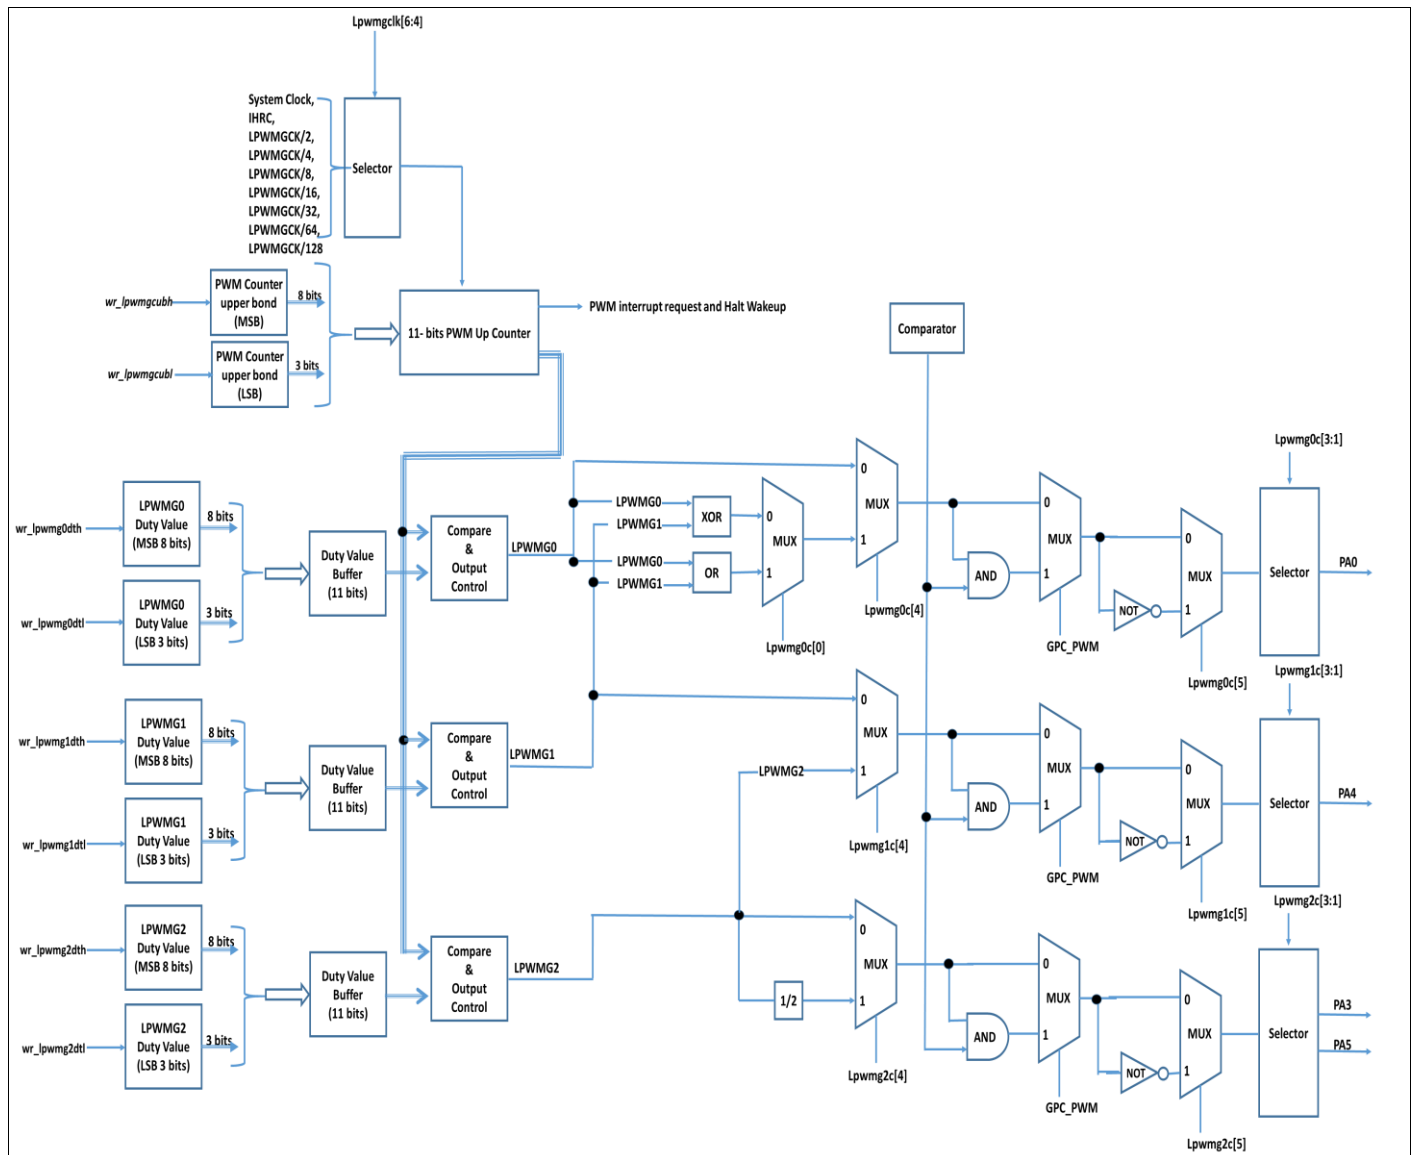 Lpwmgclk[6:4]
System Clock,
IHRC,
LPWMGCK/2,
LPWMGCK/4,
LPWMGCK/8,
LPWMGCK/16,
LPWMGCK/32,
LPWMGCK/64,
LPWMGCK/128
Selector
wr_lpwmgcubh
PWM Counter
upper bond
(MSB)
8 bits
wr_lpwmgcubl
PWM Counter
upper bond
(LSB)
3 bits
11- bits PWM Up Counter
PWM interrupt request and Halt Wakeup
Comparator
wr_lpwmg0dth
LPWMG0
Duty Value
(MSB 8 bits)
8 bits
wr_lpwmg0dtl
LPWMG0
Duty Value
(LSB 3 bits)
3 bits
Duty Value
Buffer
(11 bits)
Compare
&
Output
Control
LPWMG0
LPWMG0
LPWMG1
XOR
LPWMG0
LPWMG1
OR
0
MUX
1
Lpwmg0c[0]
0
MUX
1
Lpwmg0c[4]
AND
0
MUX
1
GPC_PWM
NOT
0
MUX
1
Lpwmg0c[5]
Lpwmg0c[3:1]
Selector
PA0
wr_lpwmg1dth
LPWMG1
Duty Value
(MSB 8 bits)
8 bits
wr_lpwmg1dtl
LPWMG1
Duty Value
(LSB 3 bits)
3 bits
Duty Value
Buffer
(11 bits)
Compare
&
Output
Control
LPWMG1
LPWMG2
0
MUX
1
Lpwmg1c[4]
AND
0
MUX
1
GPC_PWM
NOT
0
MUX
1
Lpwmg1c[5]
Lpwmg1c[3:1]
Selector
PA4
wr_lpwmg2dth
LPWMG2
Duty Value
(MSB 8 bits)
8 bits
wr_lpwmg2dtl
LPWMG2
Duty Value
(LSB 3 bits)
3 bits
Duty Value
Buffer
(11 bits)
Compare
&
Output
Control
LPWMG2
1/2
0
MUX
1
Lpwmg2c[4]
AND
0
MUX
1
GPC_PWM
NOT
0
MUX
1
Lpwmg2c[5]
Lpwmg2c[3:1]
Selector
PA3
PA5